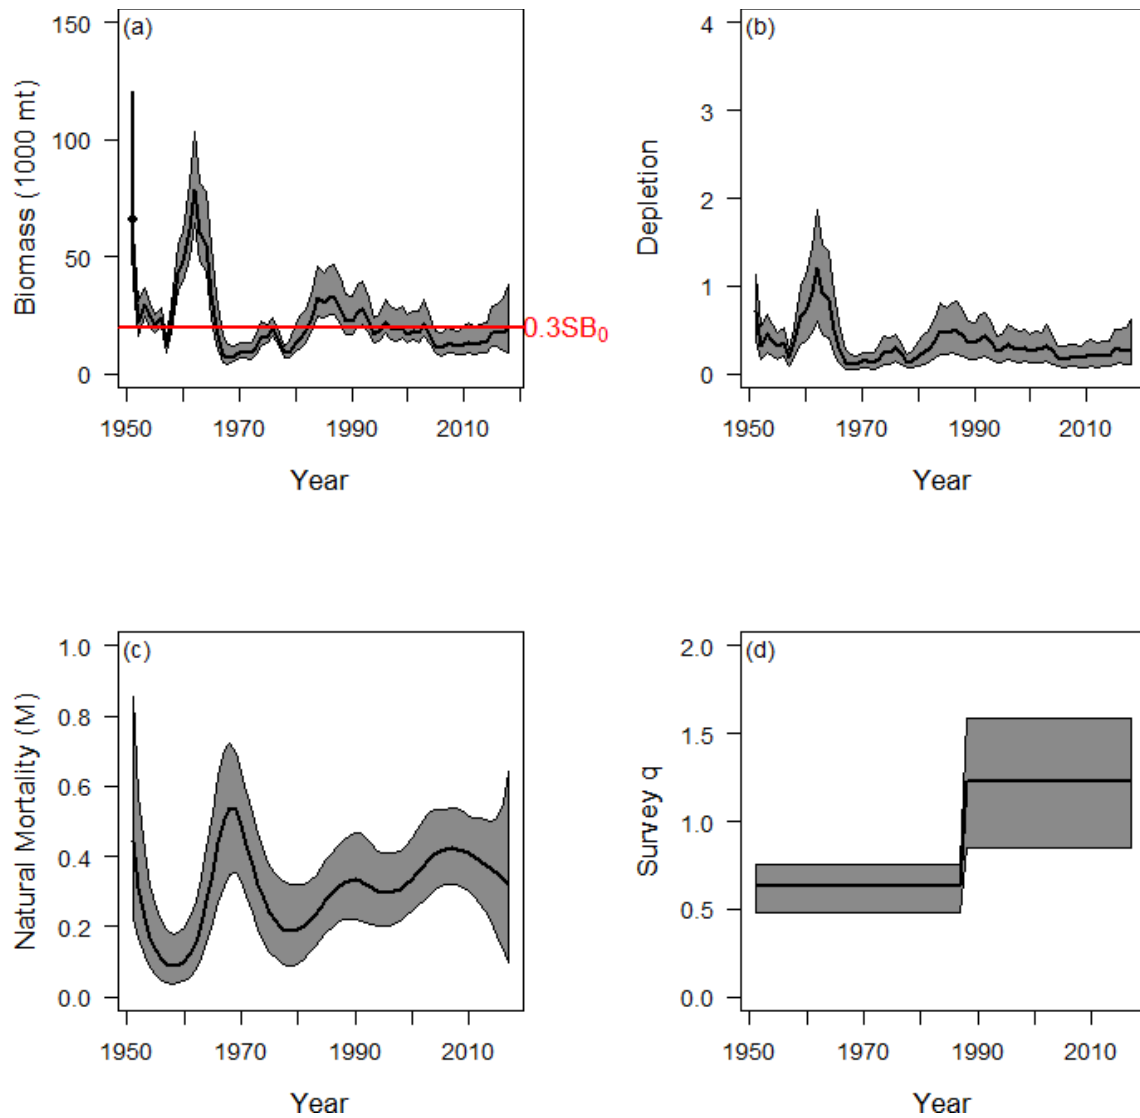 (a)
150
100
50
0
Biomass (1000 mt)
0.3SB₀
1950 1970 1990 2010
Year
(b)
4
3
2
1
0
Depletion
1950 1970 1990 2010
Year
(c)
1.0
0.8
0.6
0.4
0.2
0.0
Natural Mortality (M)
1950 1970 1990 2010
Year
(d)
2.0
1.5
1.0
0.5
0.0
Survey q
1950 1970 1990 2010
Year